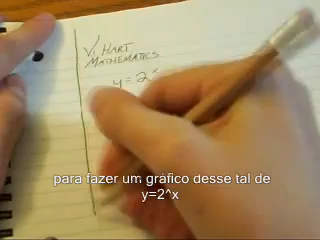 Vi HART
MATHEMATICS
y = 2^x
para fazer um gráfico desse tal de
y=2^x